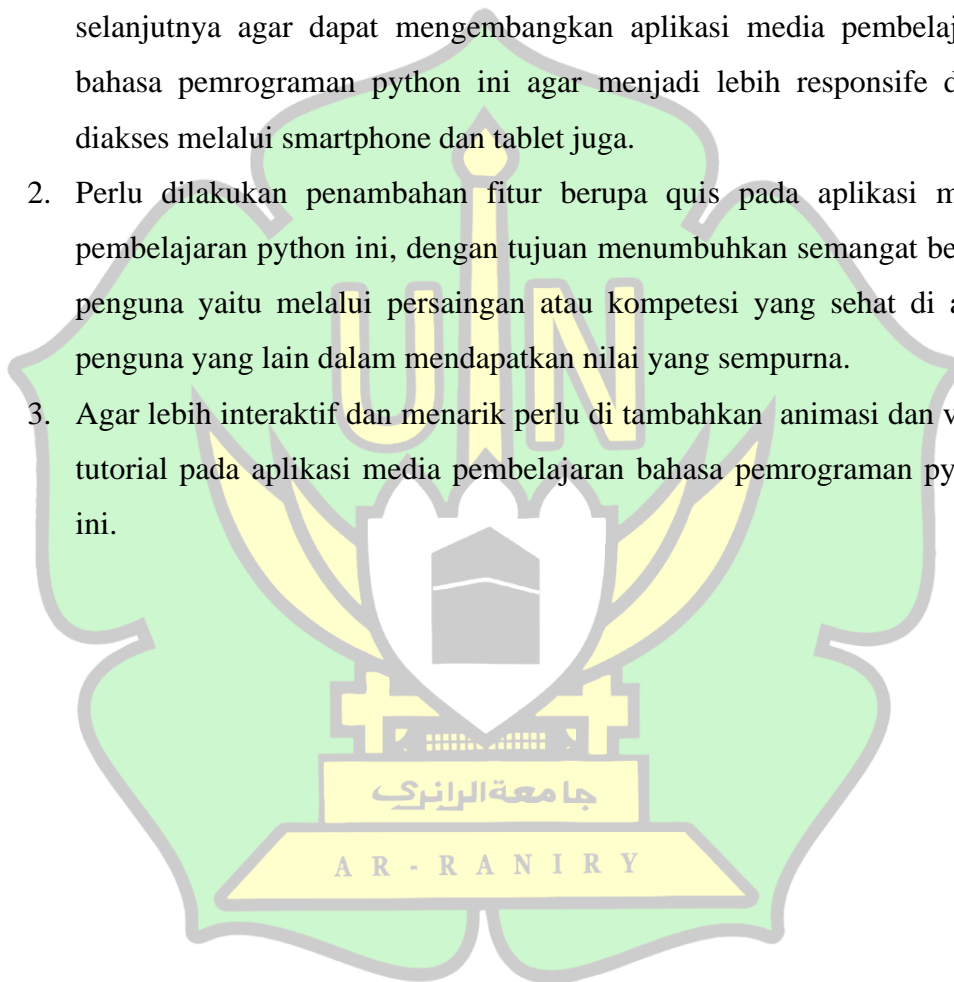 selanjutnya agar dapat mengembangkan aplikasi media pembelaj
bahasa pemrograman python ini agar menjadi lebih responsife d
diakses melalui smartphone dan tablet juga.
2. Perlu dilakukan penambahan fitur berupa quis pada aplikasi m
pembelajaran python ini, dengan tujuan menumbuhkan semangat be
penguna yaitu melalui persaingan atau kompetesi yang sehat di a
penguna yang lain dalam mendapatkan nilai yang sempurna.
3. Agar lebih interaktif dan menarik perlu di tambahkan animasi dan v
tutorial pada aplikasi media pembelajaran bahasa pemrograman py
ini.
UIN
جامعة الرانري
AR-RANIRY